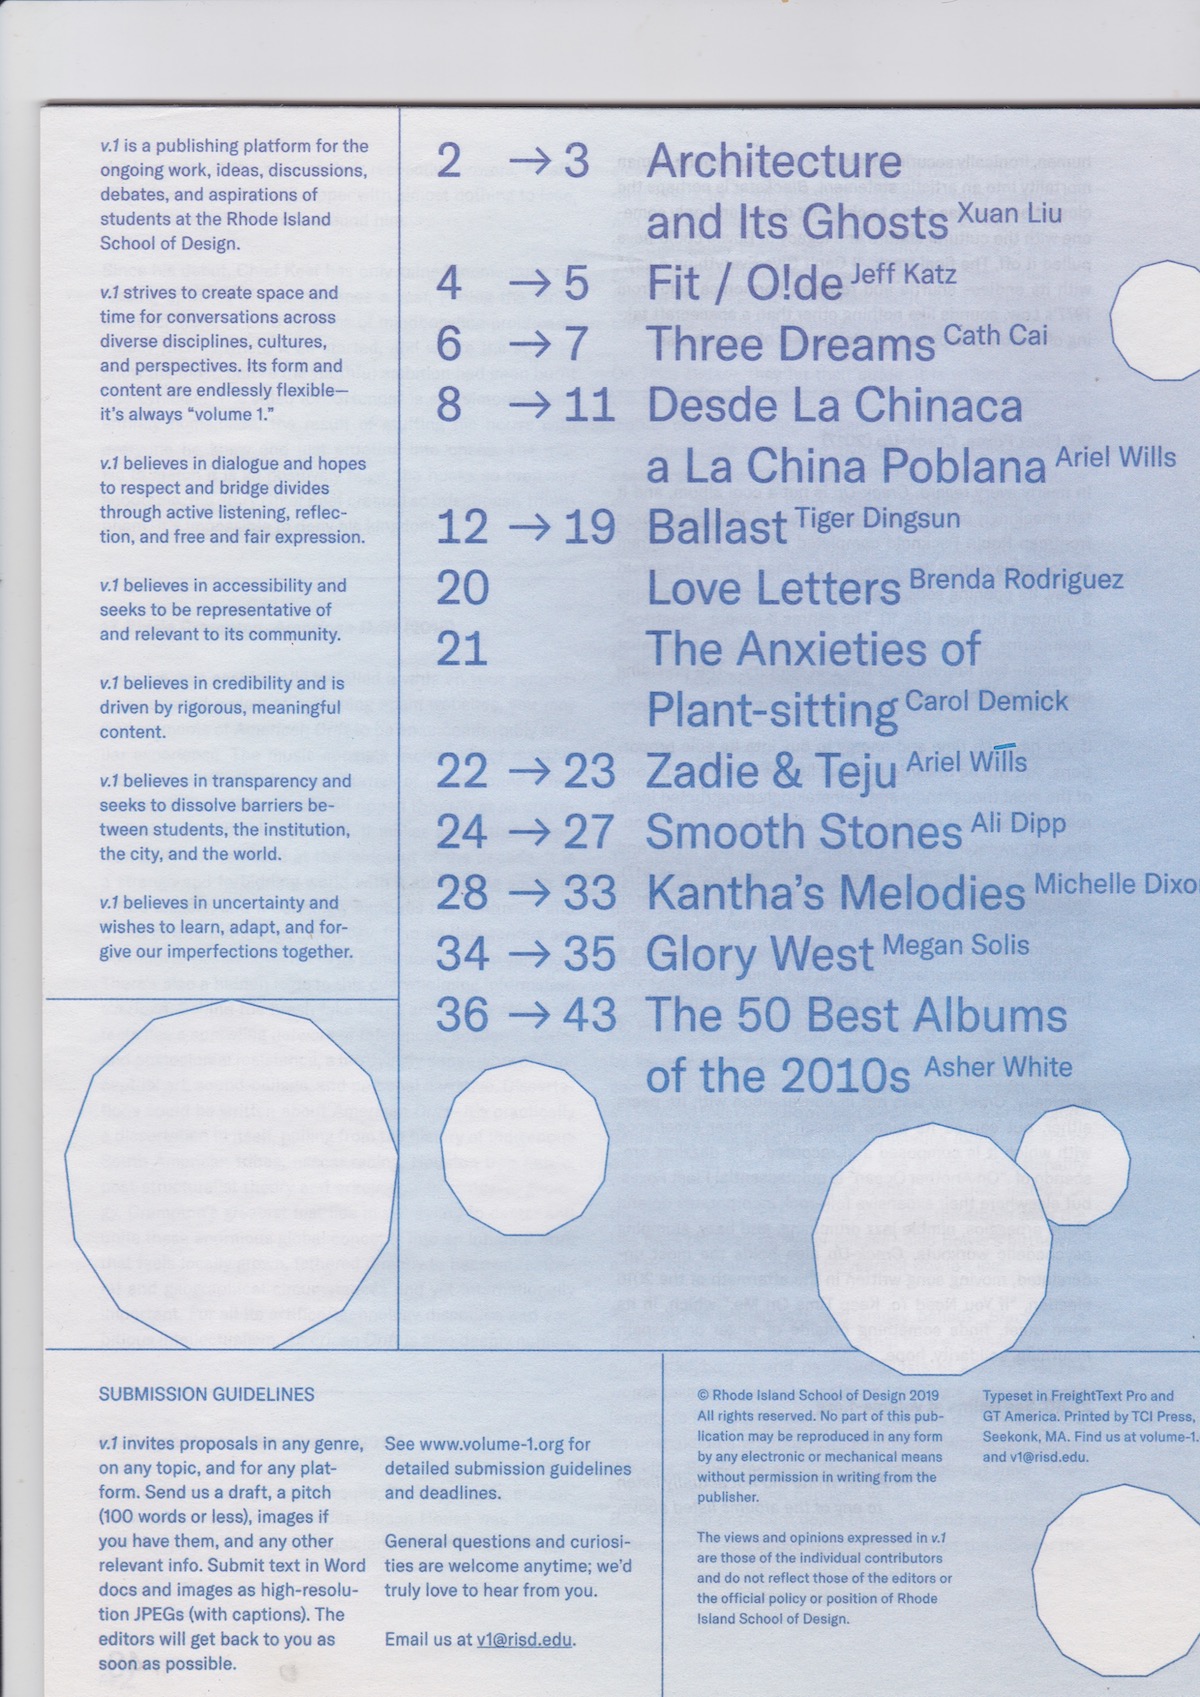 v.1 is a publishing platform for the
ongoing work, ideas, discussions,
debates, and aspirations of
students at the Rhode Island
School of Design.
v.1 strives to create space and
time for conversations across
diverse disciplines, cultures,
and perspectives. Its form and
content are endlessly flexible—
it's always “volume 1.”
v.1 believes in dialogue and hopes
to respect and bridge divides
through active listening, reflec-
tion, and free and fair expression.
v.1 believes in accessibility and
seeks to be representative of
and relevant to its community.
v.1 believes in credibility and is
driven by rigorous, meaningful
content.
v.1 believes in transparency and
seeks to dissolve barriers be-
tween students, the institution,
the city, and the world.
v.1 believes in uncertainty and
wishes to learn, adapt, and for-
give our imperfections together.
2 → 3 Architecture
and Its Ghosts Xuan Liu
4 → 5 Fit / O!de Jeff Katz
6 → 7 Three Dreams Cath Cai
8 → 11 Desde La Chinaca
a La China Poblana Ariel Wills
12 → 19 Ballast Tiger Dingsun
20 Love Letters Brenda Rodriguez
21 The Anxieties of
Plant-sitting Carol Demick
22 → 23 Zadie & Teju Ariel Wills
24 → 27 Smooth Stones Ali Dipp
28 → 33 Kantha’s Melodies Michelle Dixo
34 → 35 Glory West Megan Solis
36 → 43 The 50 Best Albums
of the 2010s Asher White
SUBMISSION GUIDELINES
v.1 invites proposals in any genre,
on any topic, and for any plat-
form. Send us a draft, a pitch
(100 words or less), images if
you have them, and any other
relevant info. Submit text in Word
docs and images as high-resolu-
tion JPEGs (with captions). The
editors will get back to you as
soon as possible.
See www.volume-1.org for
detailed submission guidelines
and deadlines.
General questions and curiosi-
ties are welcome anytime; we’d
truly love to hear from you.
Email us at v1@risd.edu.
© Rhode Island School of Design 2019
All rights reserved. No part of this pub-
lication may be reproduced in any form
by any electronic or mechanical means
without permission in writing from the
publisher.
The views and opinions expressed in v.1
are those of the individual contributors
and do not reflect those of the editors or
the official policy or position of Rhode
Island School of Design.
Typeset in FreightText Pro and
GT America. Printed by TCI Press,
Seekonk, MA. Find us at volume-1.
and v1@risd.edu.